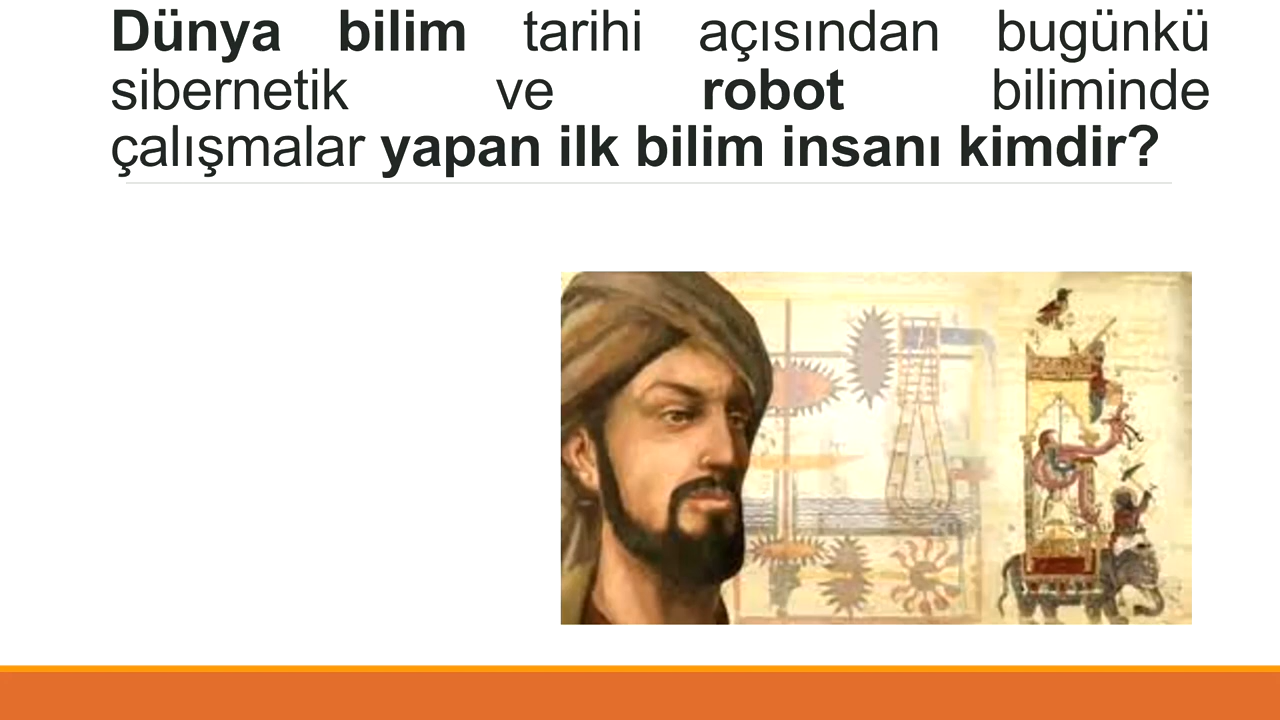 Dünya bilim tarihi açısından bugünkü
sibernetik ve robot biliminde
çalışmalar yapan ilk bilim insanı kimdir?